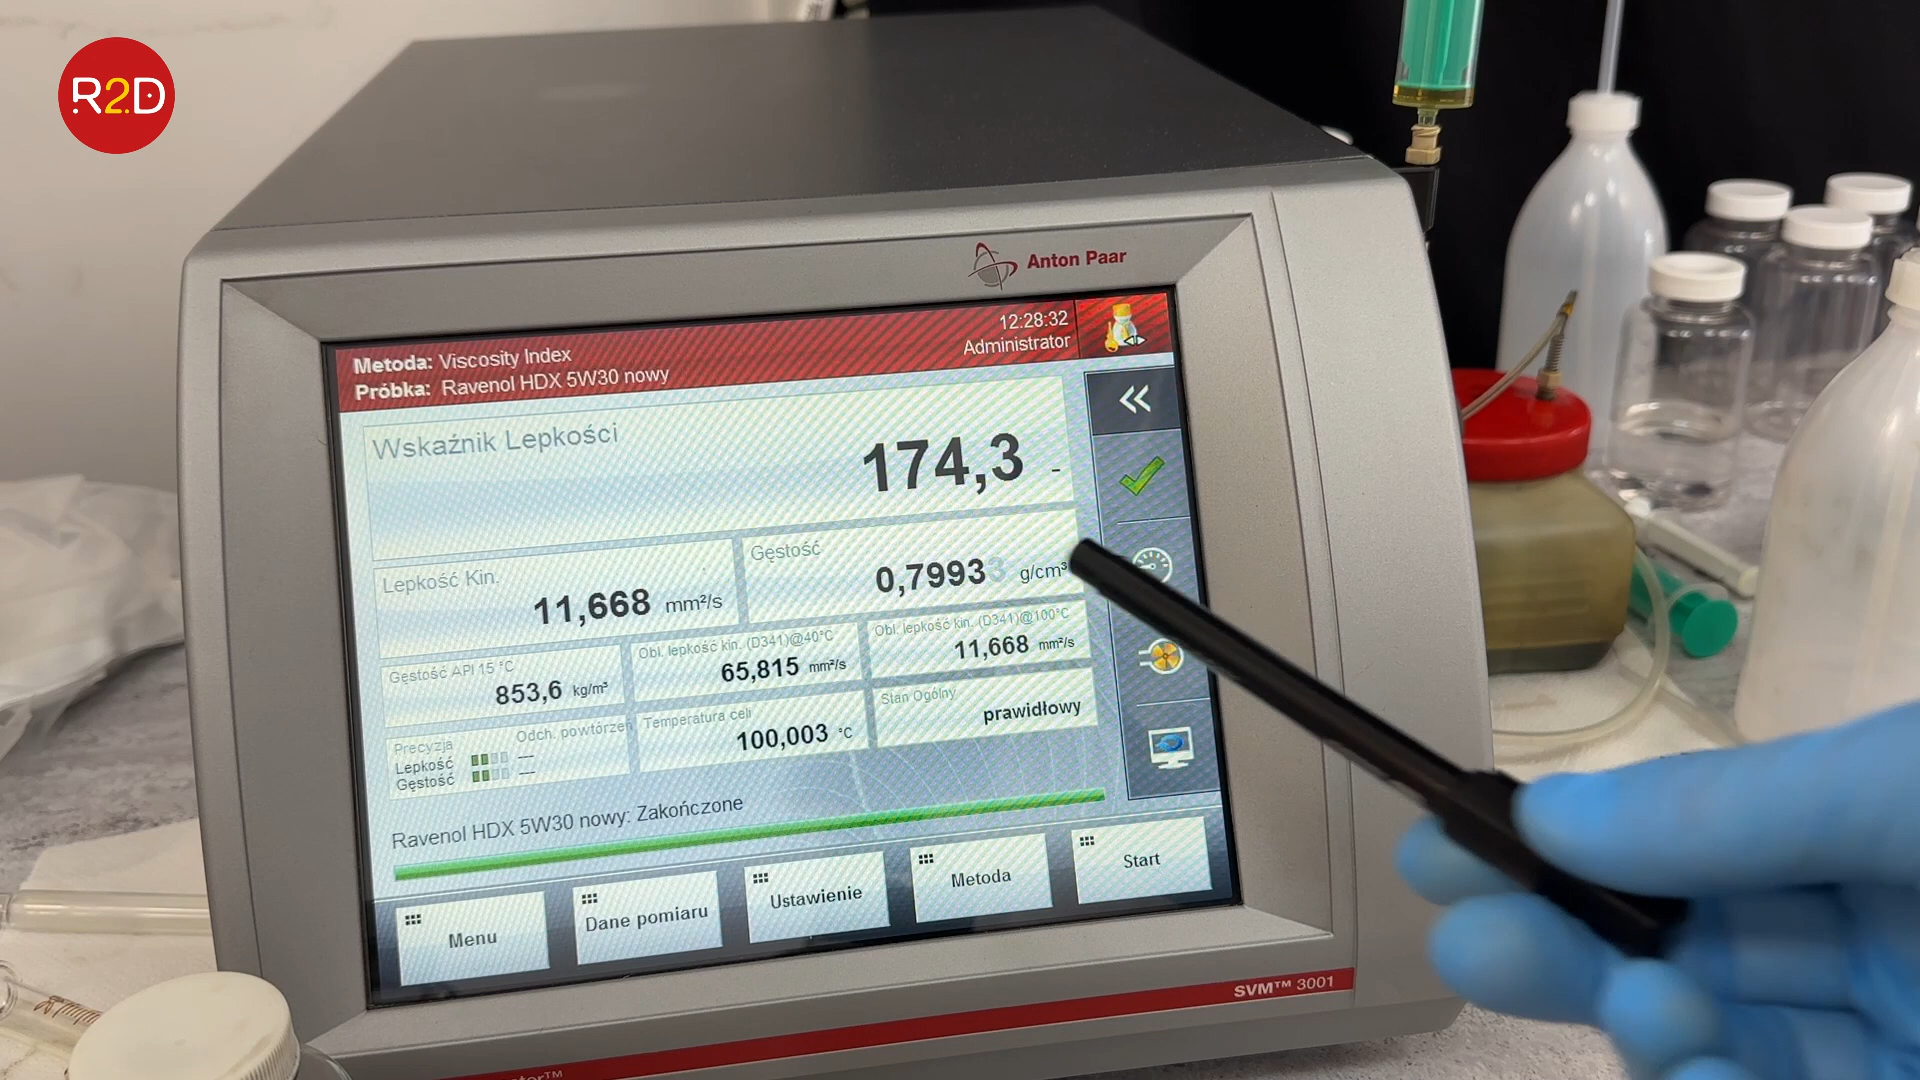 R2D
Anton Paar
12:28:32
Administrator
Metoda: Viscosity Index
Próbka: Ravenol HDX 5W30 nowy
Wskaźnik Lepkości
174,3 -
Lepkość Kin.
11,668 mm²/s
Gęstość
0,79933 g/cm³
Gęstość API 15 °C
853,6 kg/m³
Obl. lepkość kin. (D341)@40°C
65,815 mm²/s
Obl. lepkość kin. (D341)@100°C
11,668 mm²/s
Precyzja
Odch. powtórzeń
Lepkość ---
Gęstość ---
Temperatura celi
100,003 °C
Stan Ogólny
prawidłowy
Ravenol HDX 5W30 nowy: Zakończone
Menu
Dane pomiaru
Ustawienie
Metoda
Start
SVM™ 3001